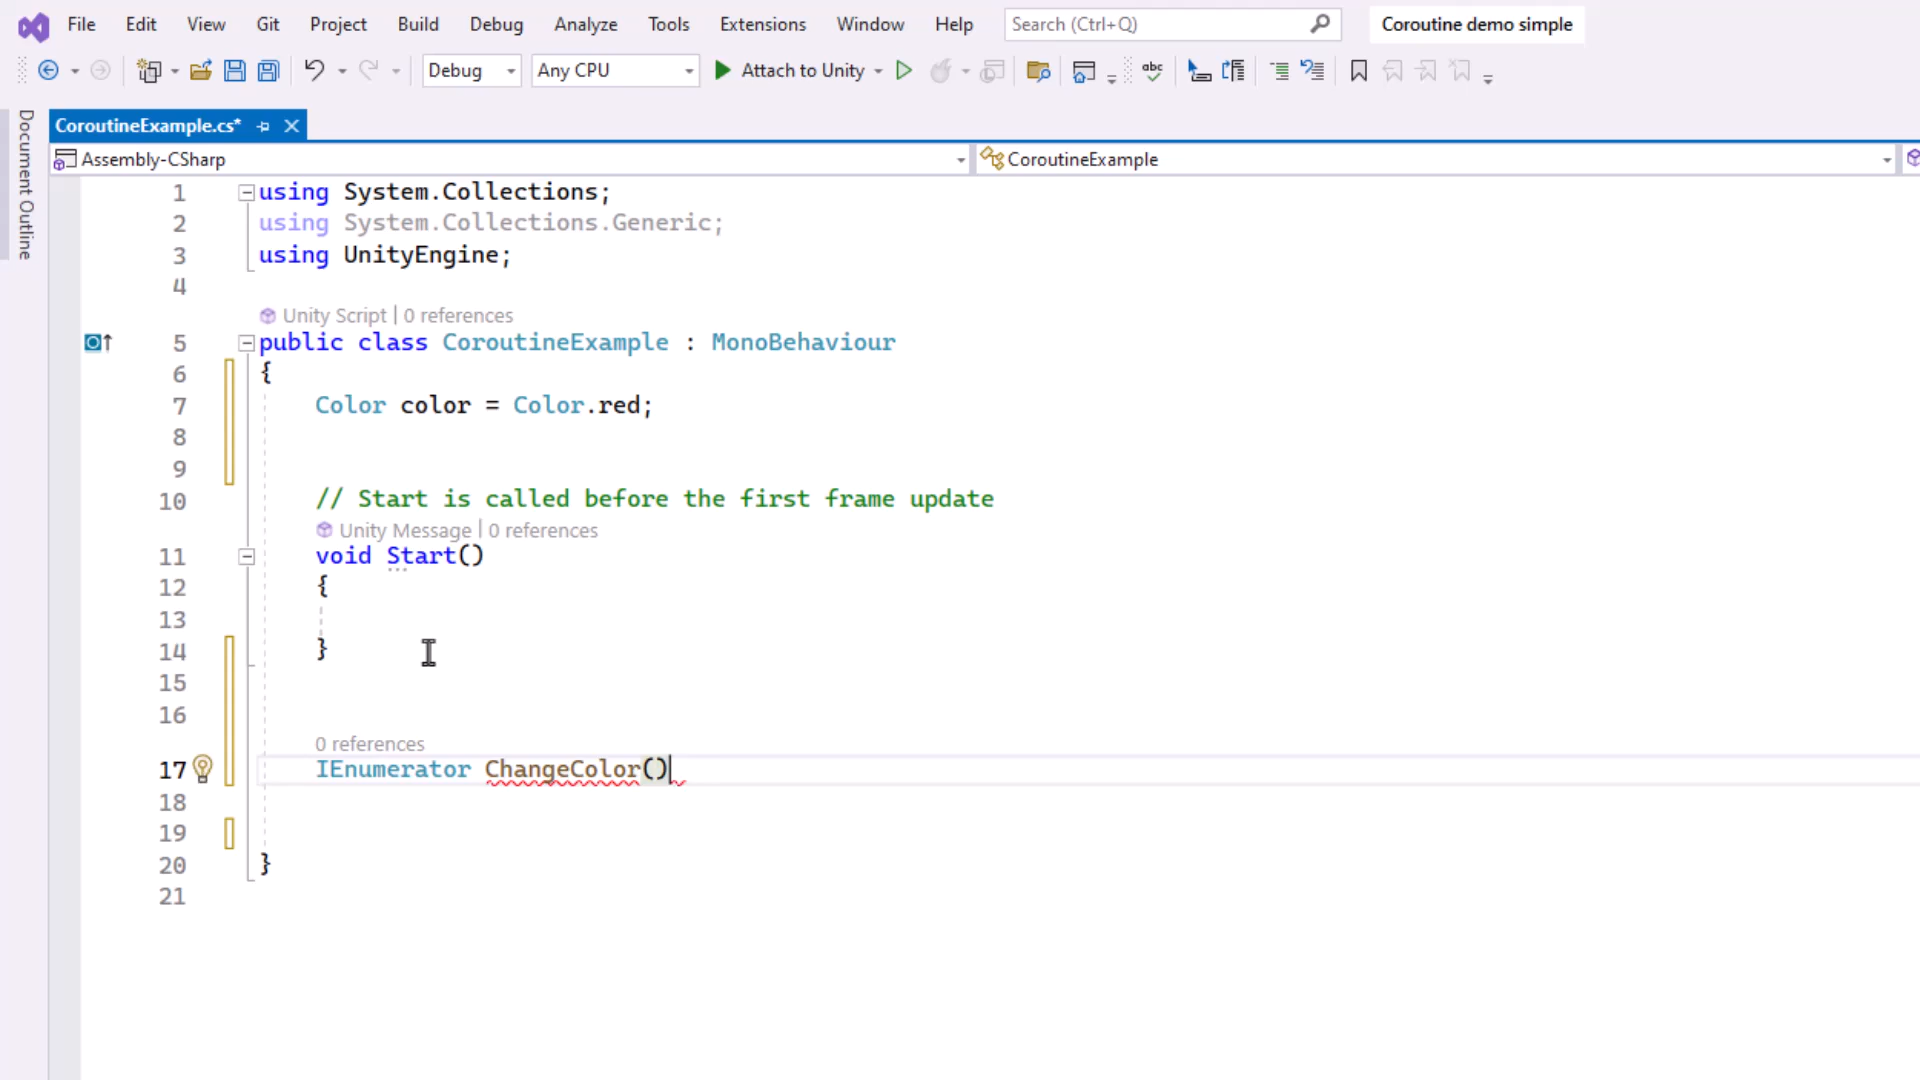 File Edit View Git Project Build Debug Analyze Tools Extensions Window Help Search (Ctrl+Q) Coroutine demo simple
Debug Any CPU Attach to Unity abc
Document Outline
CoroutineExample.cs*
Assembly-CSharp CoroutineExample
1 using System.Collections;
2 using System.Collections.Generic;
3 using UnityEngine;
4
Unity Script | 0 references
5 public class CoroutineExample : MonoBehaviour
6 {
7 Color color = Color.red;
8
9
10 // Start is called before the first frame update
Unity Message | 0 references
11 void Start()
12 {
13
14 }
15
16
0 references
17 IEnumerator ChangeColor()
18
19
20 }
21